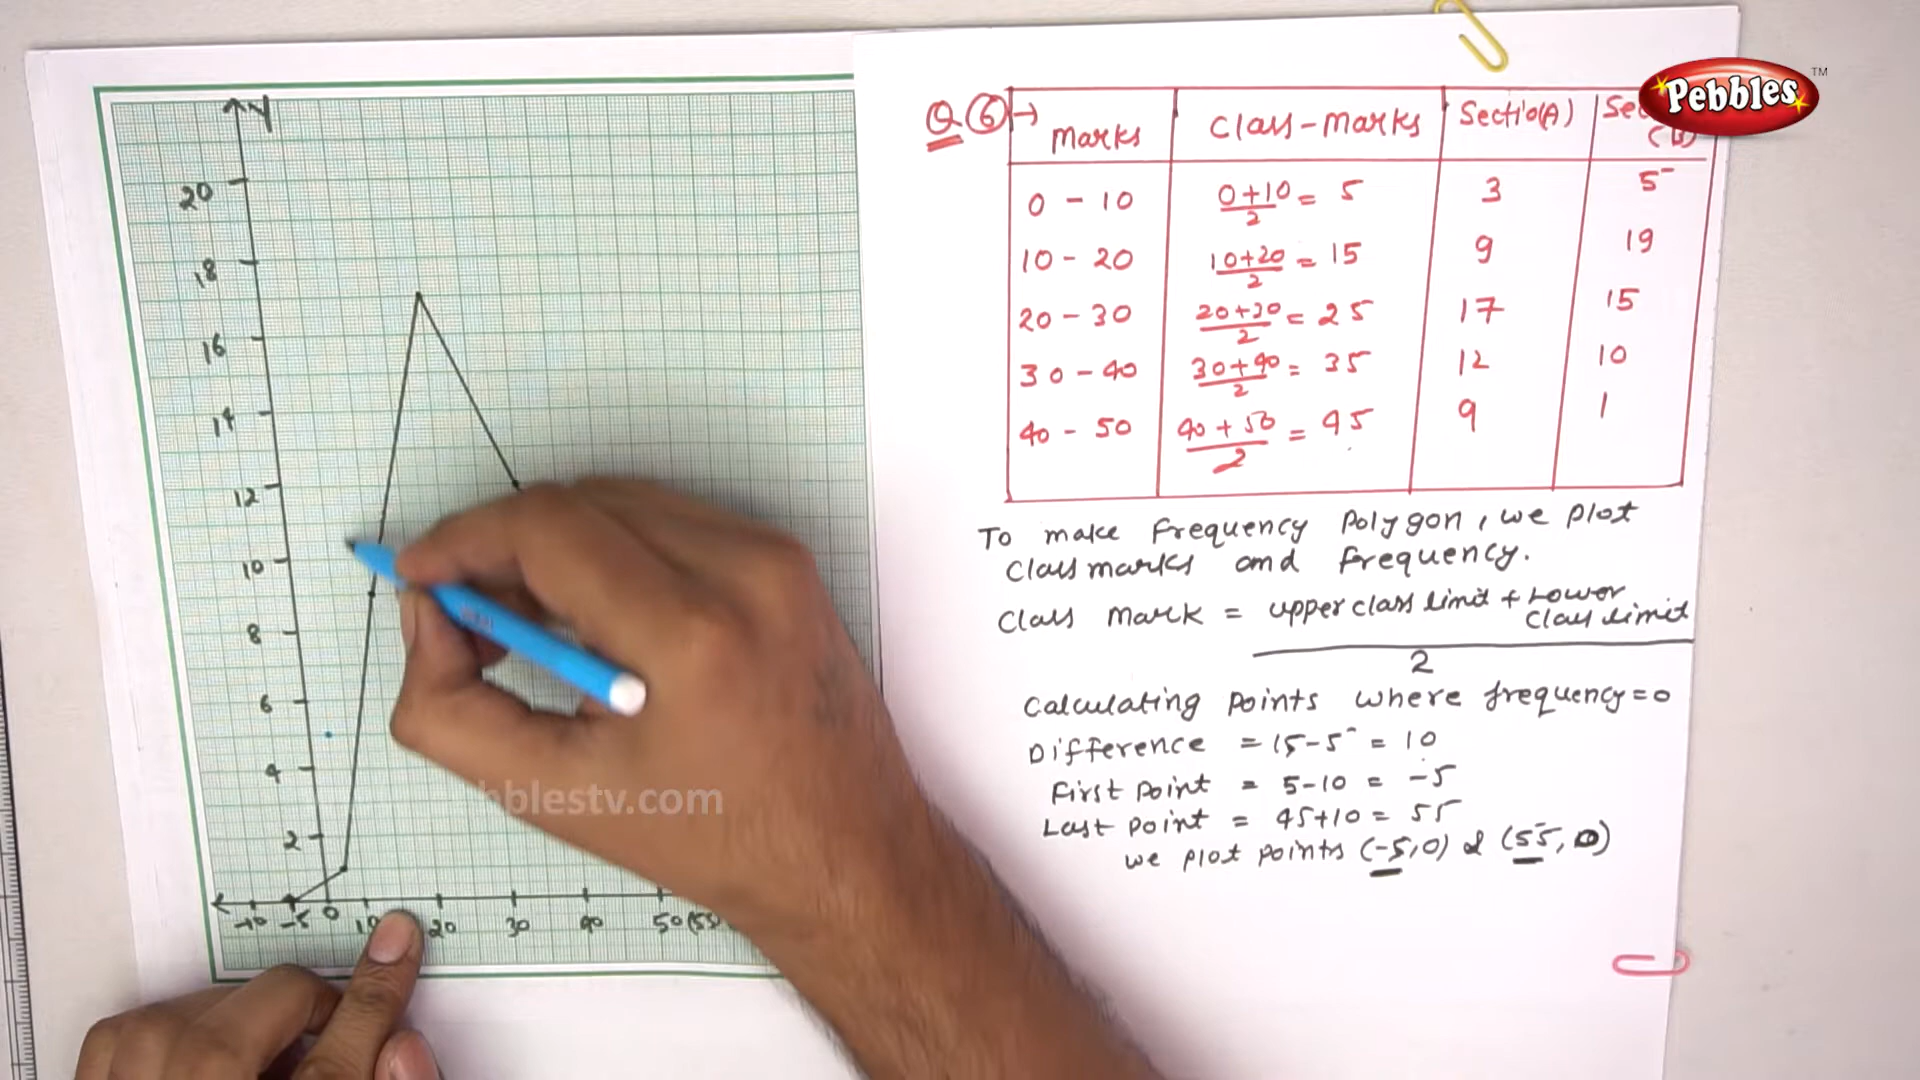 Pebbles TM
Q (6) →
Marks Class-Marks Sectio(A) (B)
0 - 10 0+10/2 = 5 3 5
10 - 20 10+20/2 = 15 9 19
20 - 30 20+30/2 = 25 17 15
30 - 40 30+40/2 = 35 12 10
40 - 50 40+50/2 = 45 9 1
To make frequency Polygon, we plot
Class marks and frequency.
Class Mark = upper class limit + Lower Class limit
2
Calculating Points where frequency = 0
Difference = 15-5 = 10
First Point = 5-10 = -5
Last Point = 45+10 = 55
we plot points (-5,0) & (55,0)
Y
20
18
16
14
12
10
8
6
4
2
-10 -5 0 10 20 30 40 50 (55
bblestv.com